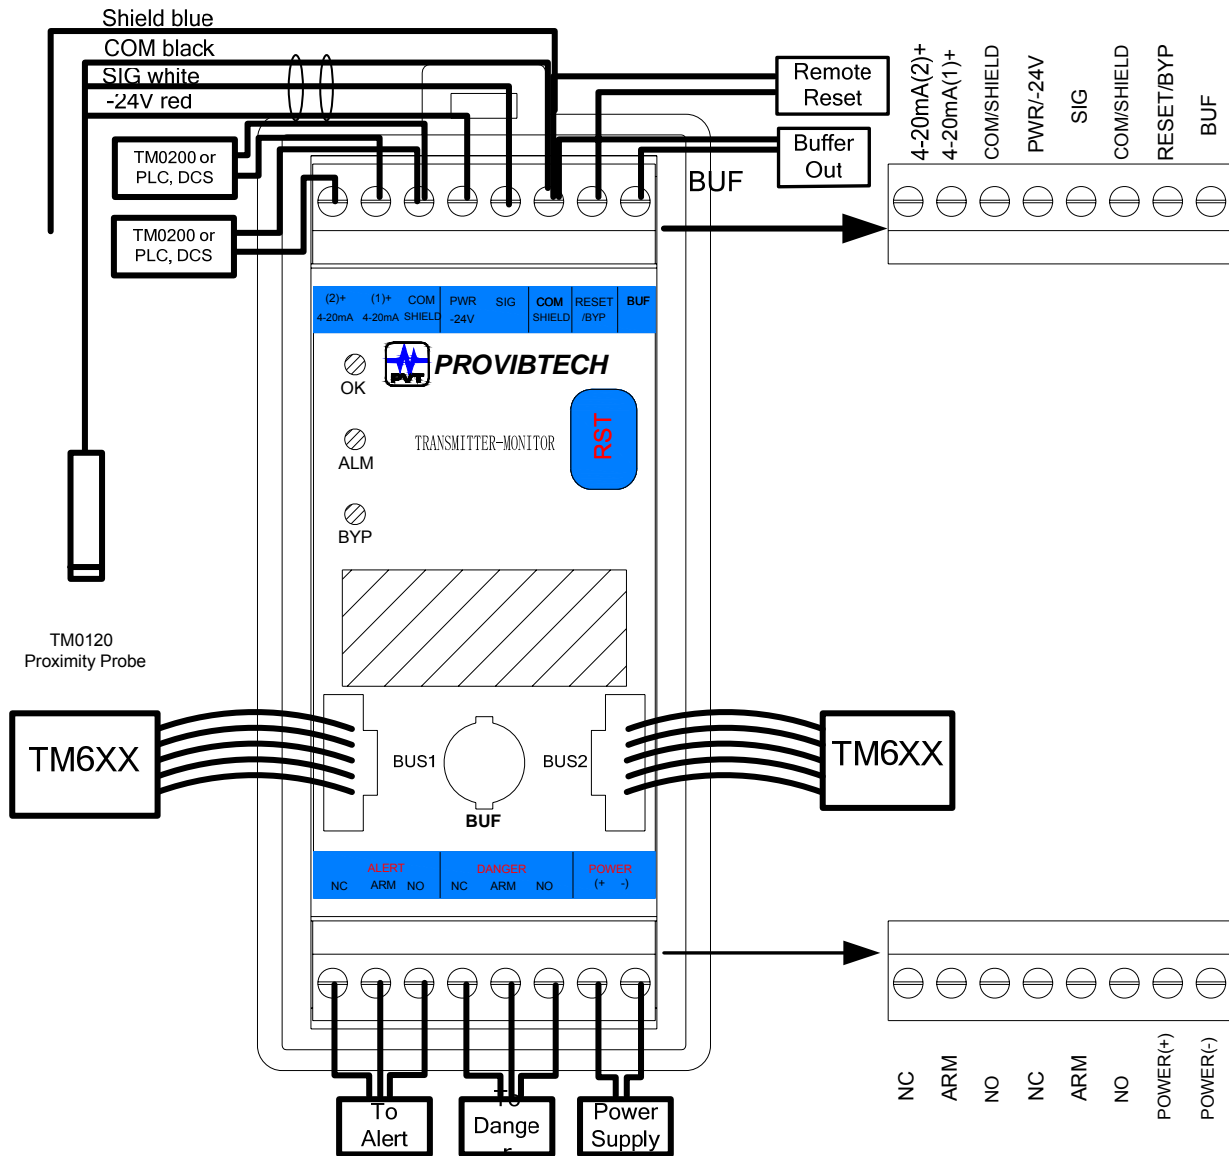 Shield blue
COM black
SIG white
-24V red
TM0200 or
PLC, DCS
TM0200 or
PLC, DCS
Remote
Reset
Buffer
Out
BUF
4-20mA(2)+
4-20mA(1)+
COM/SHIELD
PWR/-24V
SIG
COM/SHIELD
RESET/BYP
BUF
(2)+ (1)+ COM PWR SIG COM RESET BUF
4-20mA 4-20mA SHIELD -24V SHIELD /BYP
OK
PVT
PROVIBTECH
ALM
TRANSMITTER-MONITOR
RST
BYP
TM0120
Proximity Probe
TM6XX
BUS1
BUS2
BUF
TM6XX
ALERT DANGER POWER
NC ARM NO NC ARM NO (+ -)
To
Alert
To
Dange
r
Power
Supply
NC
ARM
NO
NC
ARM
NO
POWER(+)
POWER(-)